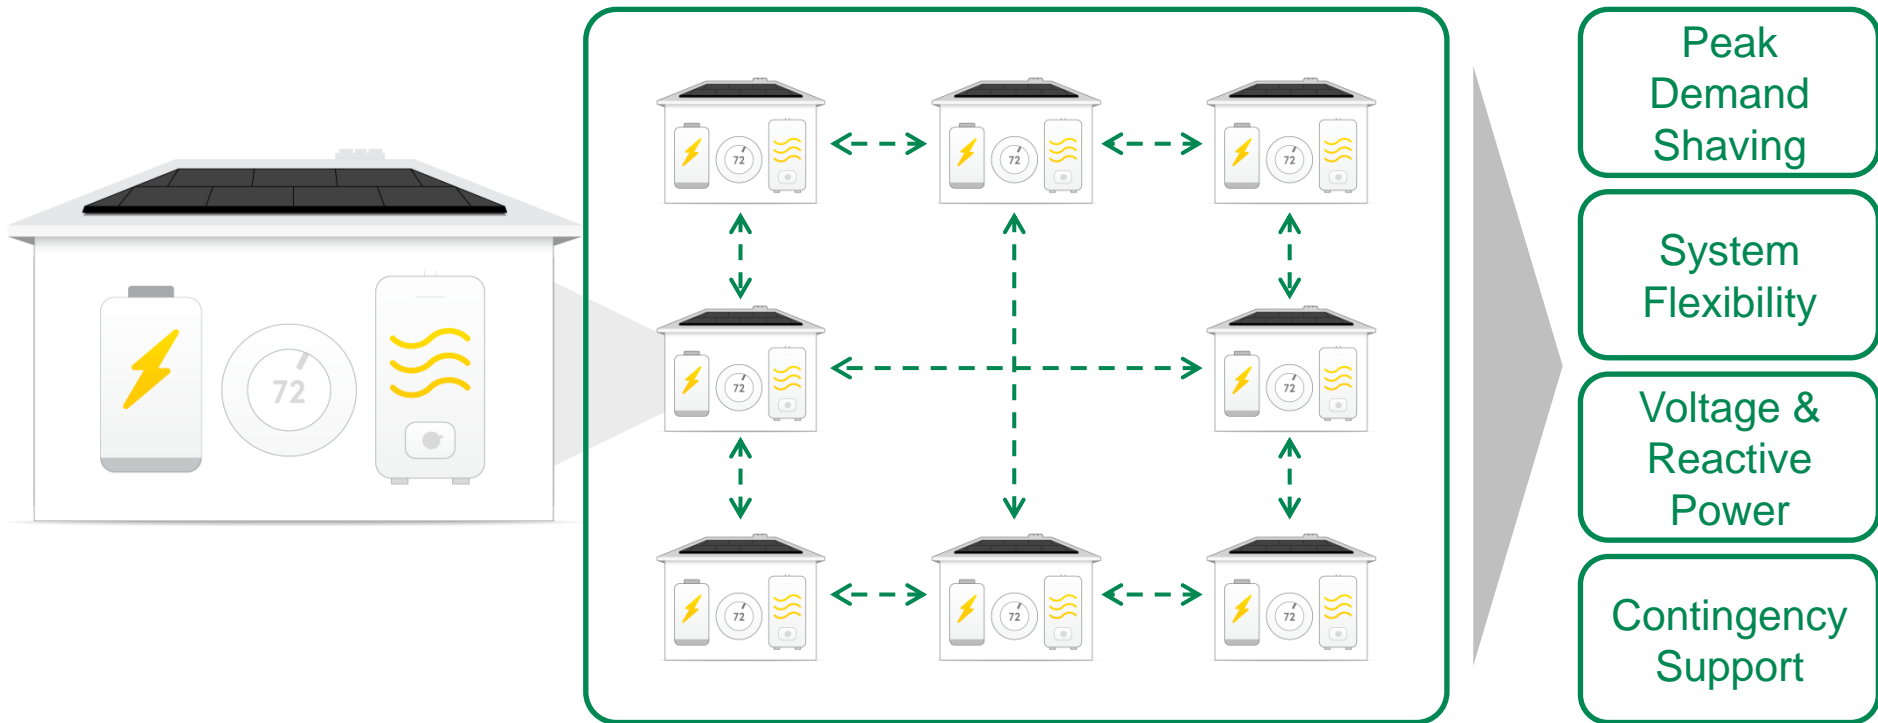 72
72
72
72
72
72
72
72
72
Peak
Demand
Shaving
System
Flexibility
Voltage &
Reactive
Power
Contingency
Support